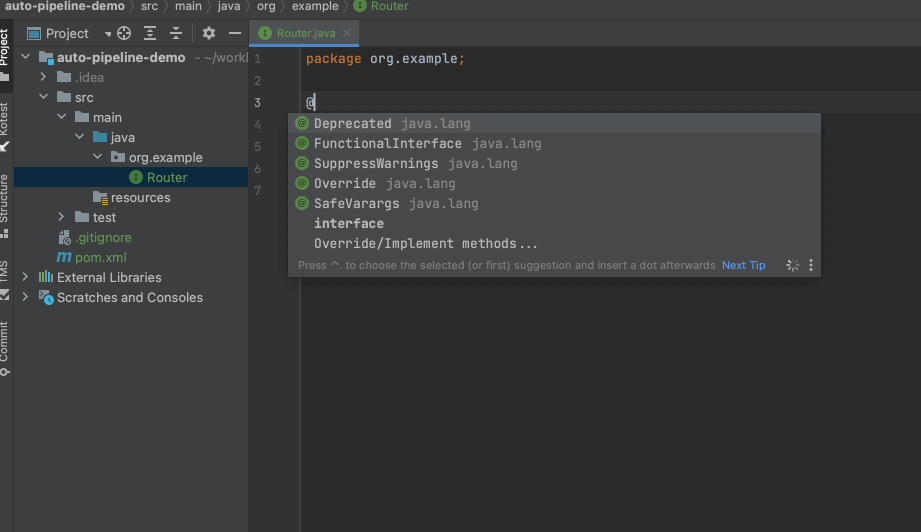 auto-pipeline-demo > src > main > java > org > example > Router
Project
Kotest
Structure
TMS
Commit
Project
auto-pipeline-demo - ~/work
.idea
src
main
java
org.example
Router
resources
test
.gitignore
pom.xml
External Libraries
Scratches and Consoles
Router.java
1 package org.example;
2
3 @
4
5
6
7
Deprecated java.lang
FunctionalInterface java.lang
SuppressWarnings java.lang
Override java.lang
SafeVarargs java.lang
interface
Override/Implement methods...
Press ^. to choose the selected (or first) suggestion and insert a dot afterwards Next Tip